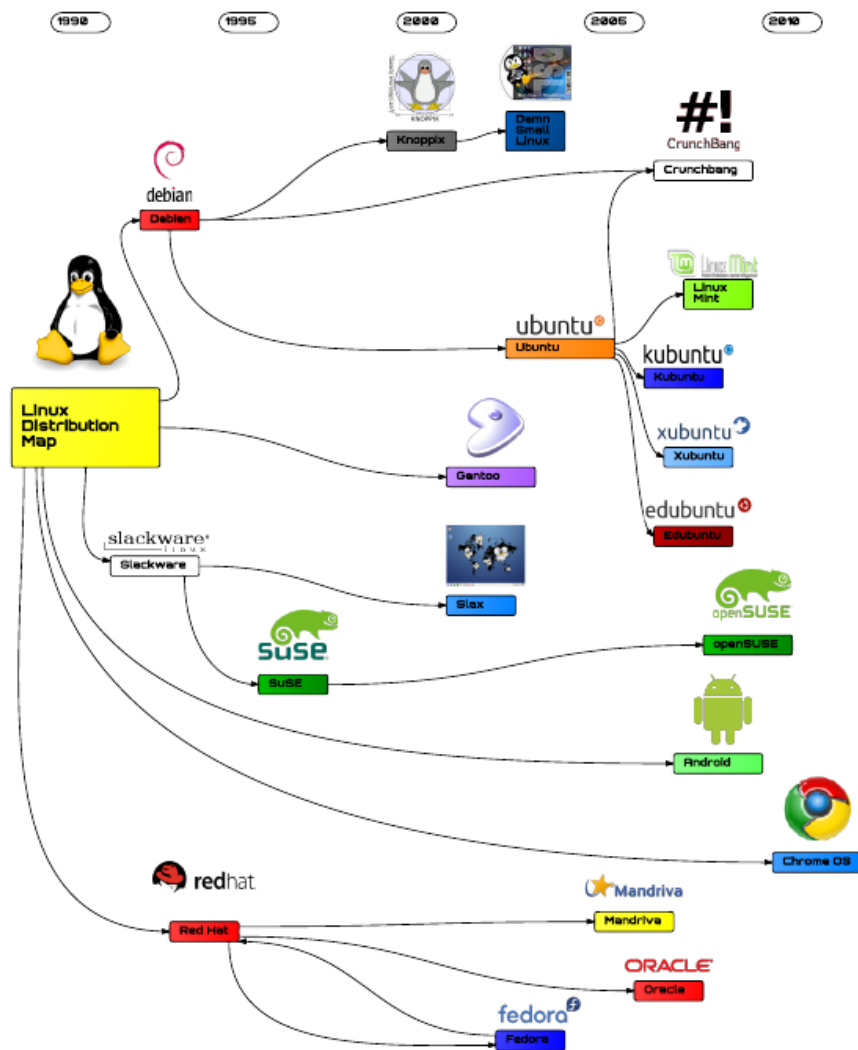 1990
1995
2000
2005
2010
KNOPPIX
Knoppix
Damn
Small
Linux
#!
CrunchBang
Crunchbang
debian
Debian
Linux Mint
Linux
Mint
ubuntu
Ubuntu
kubuntu
Kubuntu
Linux
Distribution
Map
xubuntu
Xubuntu
Gentoo
edubuntu
Edubuntu
slackware
linux
Slackware
Slax
SUSE
SuSE
openSUSE
openSUSE
Android
Chrome OS
redhat
Red Hat
Mandriva
Mandriva
ORACLE
Oracle
fedora
Fedora